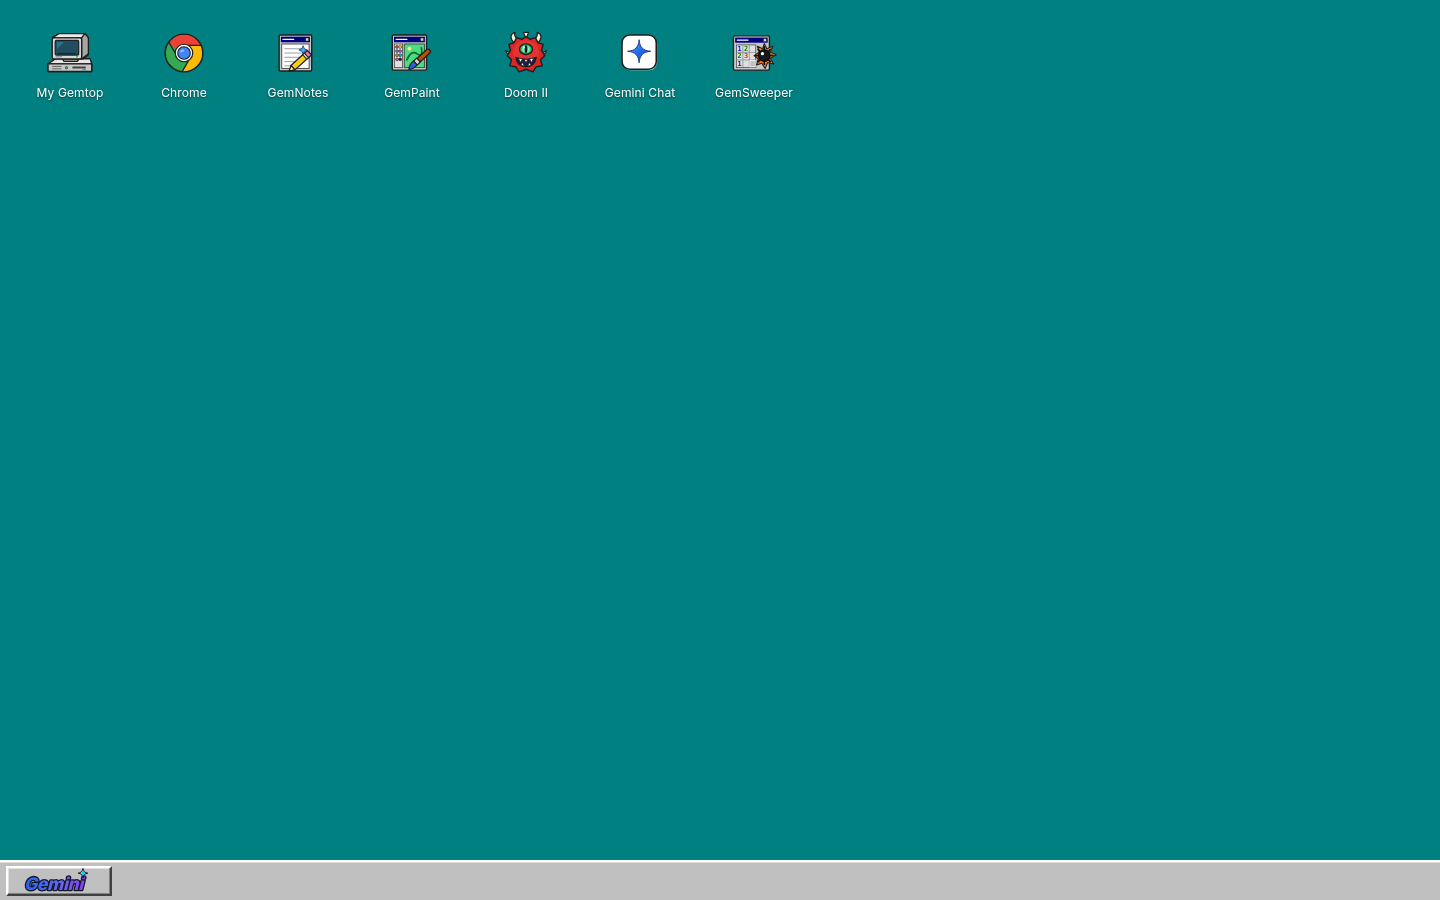 My Gemtop
Chrome
GemNotes
GemPaint
Doom II
Gemini Chat
GemSweeper
Gemini